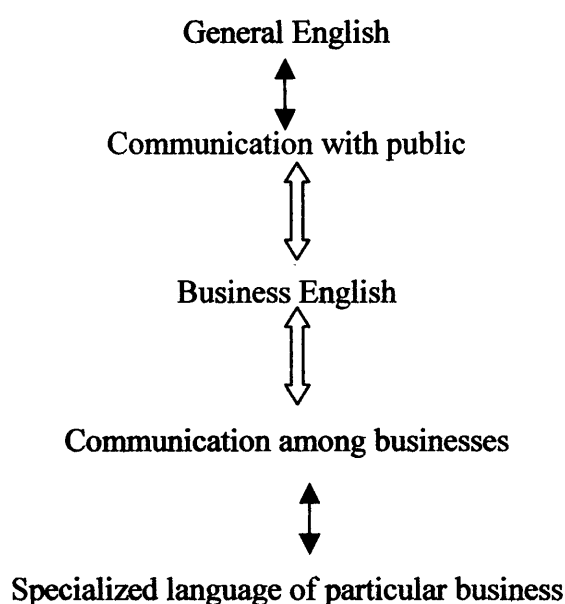 General English
Communication with public
Business English
Communication among businesses
Specialized language of particular business